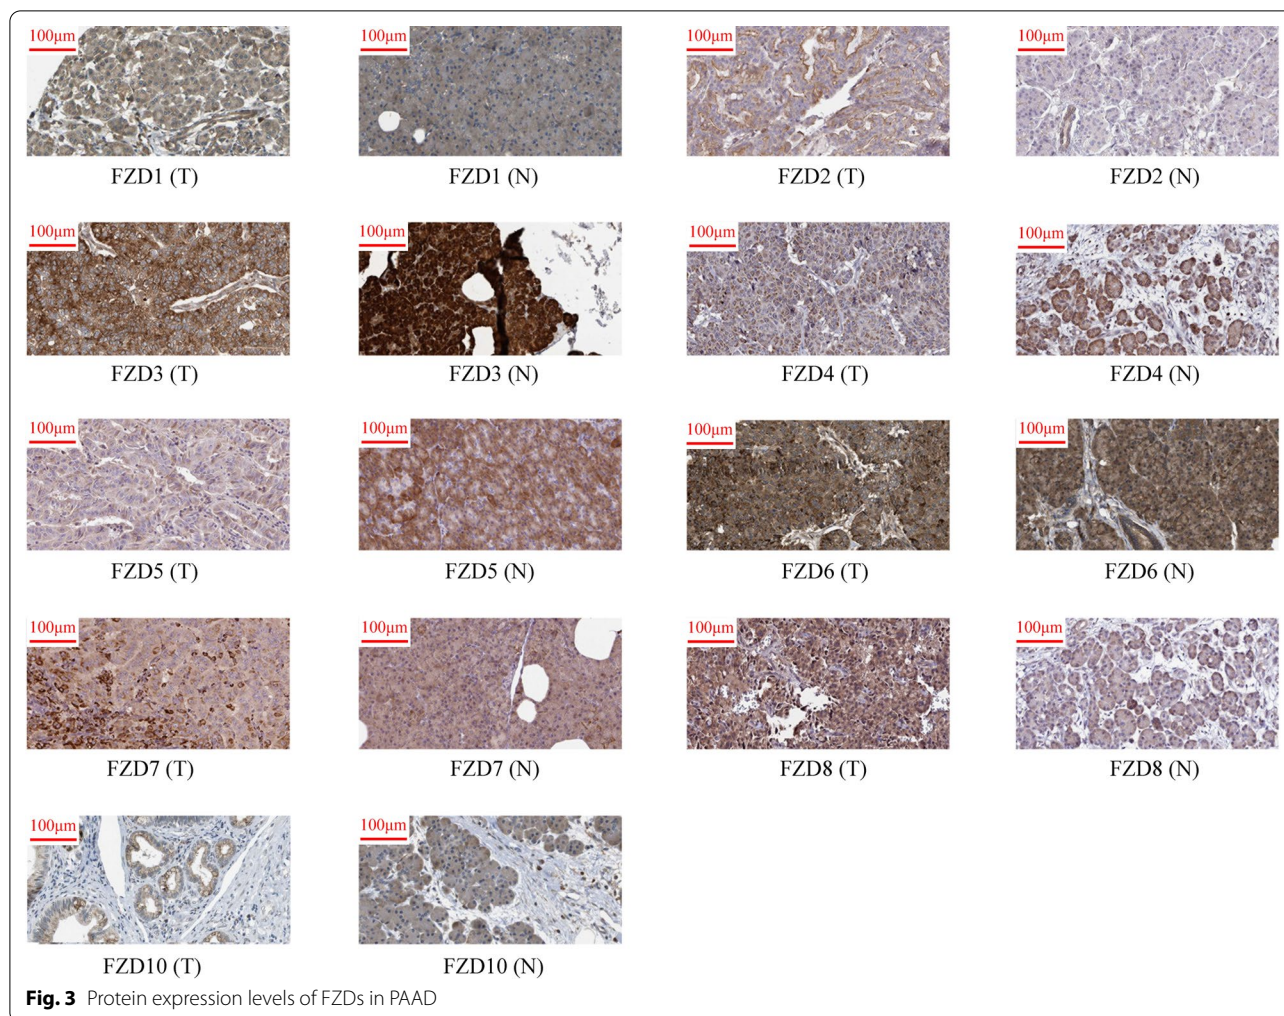 100μm 100μm 100μm 100μm
FZD1 (T) FZD1 (N) FZD2 (T) FZD2 (N)
100μm 100μm 100μm 100μm
FZD3 (T) FZD3 (N) FZD4 (T) FZD4 (N)
100μm 100μm 100μm 100μm
FZD5 (T) FZD5 (N) FZD6 (T) FZD6 (N)
100μm 100μm 100μm 100μm
FZD7 (T) FZD7 (N) FZD8 (T) FZD8 (N)
100μm 100μm
FZD10 (T) FZD10 (N)
Fig. 3 Protein expression levels of FZDs in PAAD